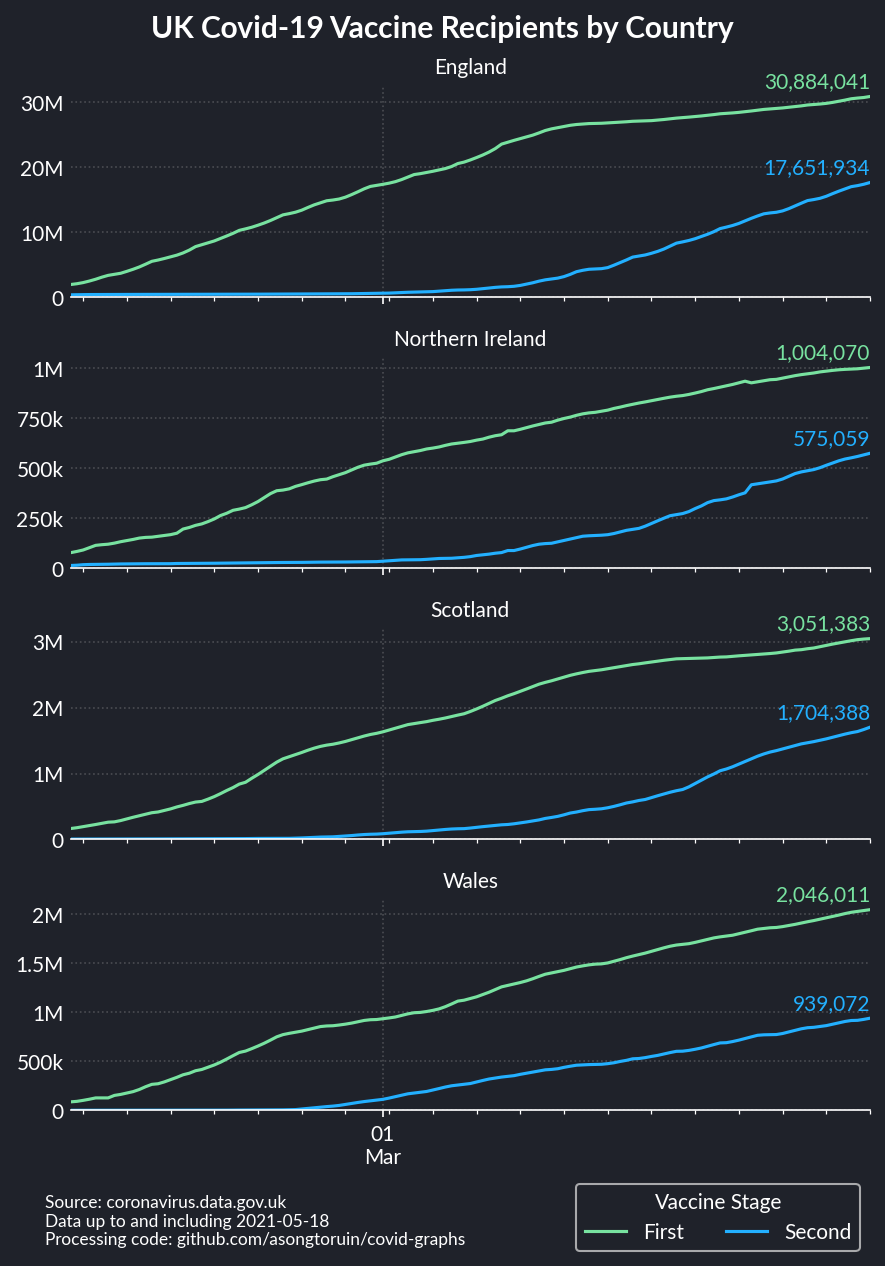 UK Covid-19 Vaccine Recipients by Country
England
30,884,041
30M
20M
17,651,934
10M
0
Northern Ireland
1,004,070
1M
750k
575,059
500k
250k
0
Scotland
3,051,383
3M
2M
1,704,388
1M
0
Wales
2,046,011
2M
1.5M
939,072
1M
500k
0
01
Mar
Source: coronavirus.data.gov.uk
Data up to and including 2021-05-18
Processing code: github.com/asongtoruin/covid-graphs
Vaccine Stage
First Second